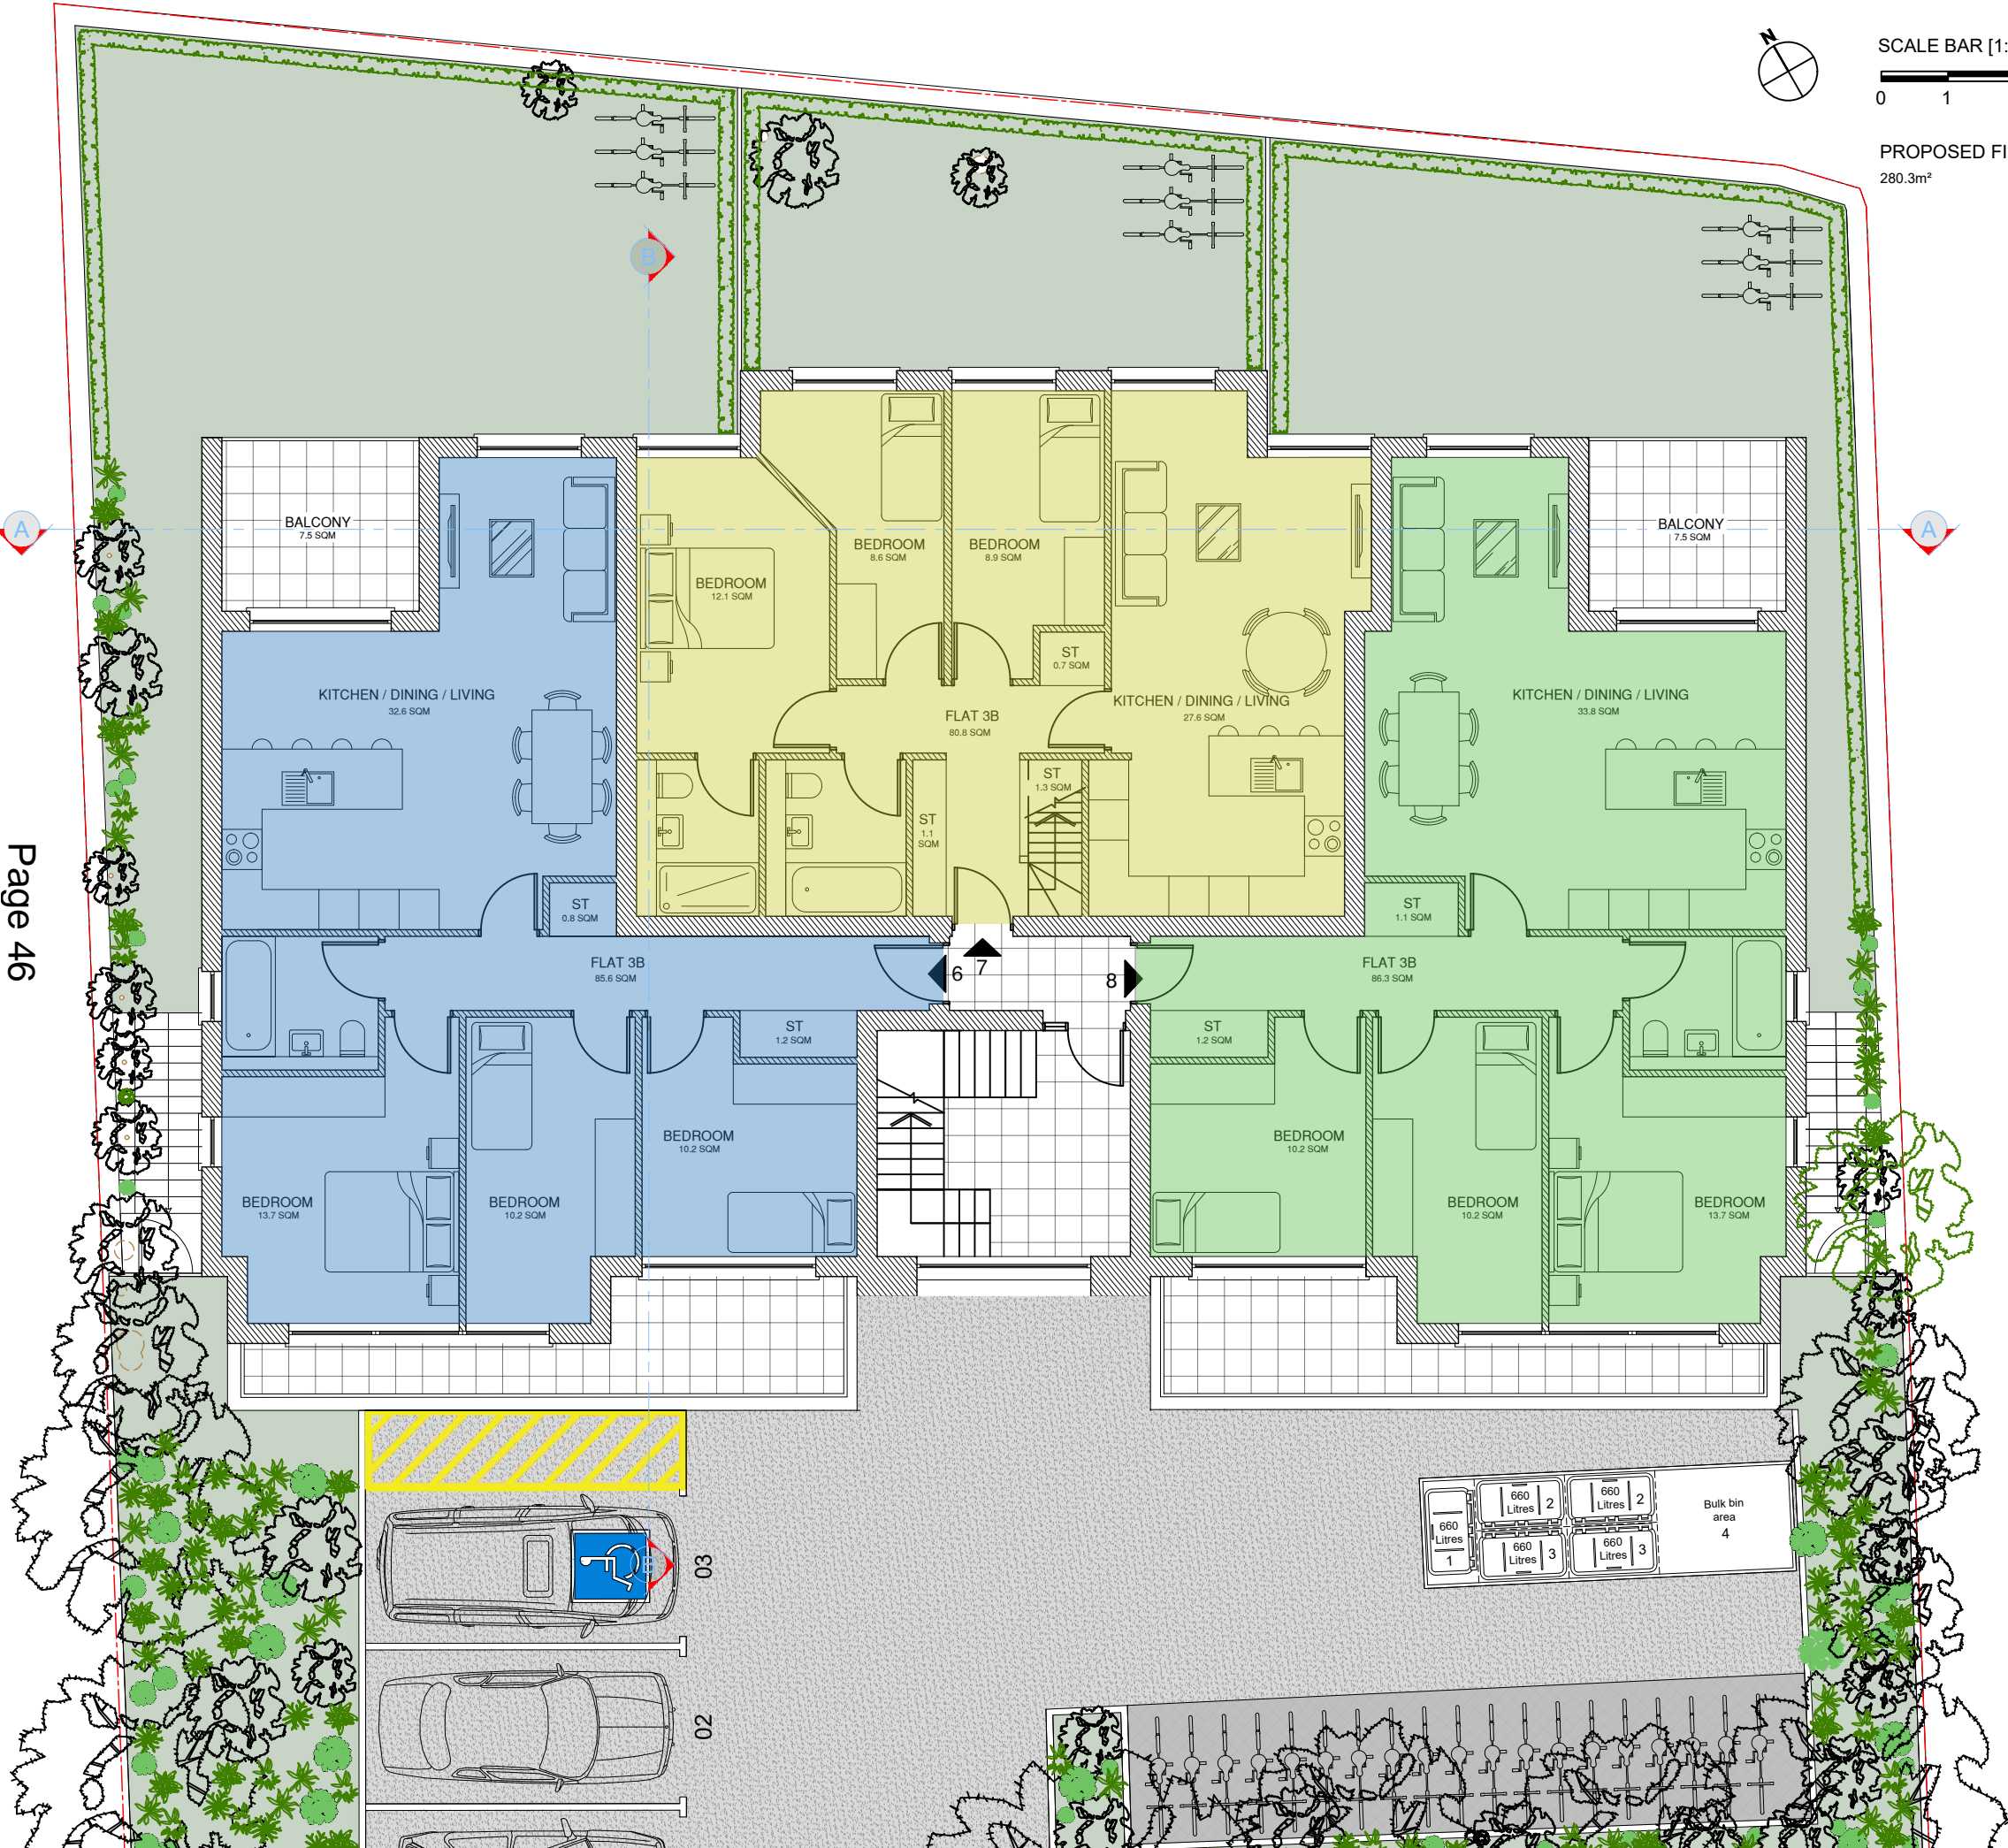 N
SCALE BAR [1:
0 1
PROPOSED FI
280.3m²
B
A
A
BALCONY
7.5 SQM
BALCONY
7.5 SQM
BEDROOM
12.1 SQM
BEDROOM
8.6 SQM
BEDROOM
8.9 SQM
ST
0.7 SQM
KITCHEN / DINING / LIVING
32.6 SQM
FLAT 3B
80.8 SQM
KITCHEN / DINING / LIVING
27.6 SQM
KITCHEN / DINING / LIVING
33.8 SQM
ST
1.3 SQM
ST
1.1
SQM
Page 46
ST
0.8 SQM
ST
1.1 SQM
FLAT 3B
85.6 SQM
6
7
8
FLAT 3B
86.3 SQM
ST
1.2 SQM
ST
1.2 SQM
BEDROOM
13.7 SQM
BEDROOM
10.2 SQM
BEDROOM
10.2 SQM
BEDROOM
10.2 SQM
BEDROOM
10.2 SQM
BEDROOM
13.7 SQM
660
Litres
1
660
Litres 2
660
Litres 2
660
Litres 3
660
Litres 3
Bulk bin
area
4
B
03
02